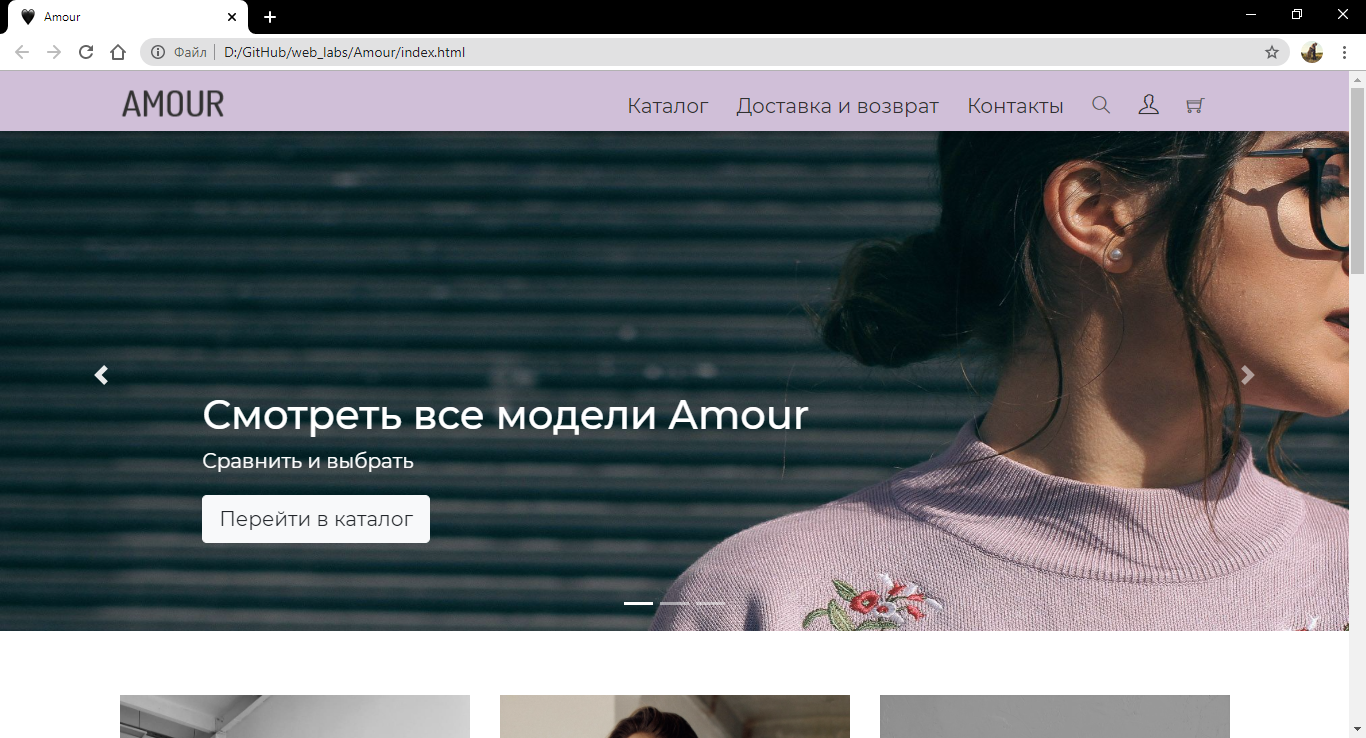 Amour
Файл D:/GitHub/web_labs/Amour/index.html
AMOUR Каталог Доставка и возврат Контакты
Смотреть все модели Amour
Сравнить и выбрать
Перейти в каталог